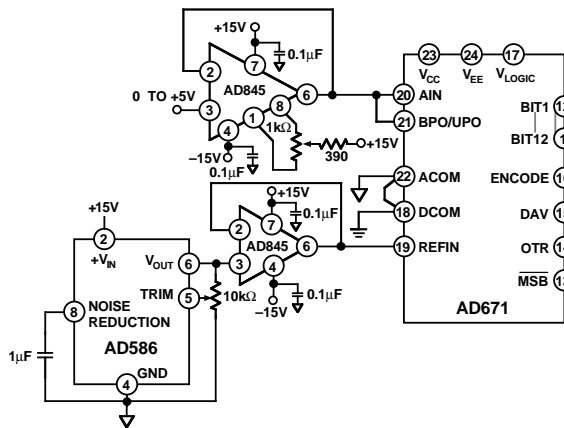 +15V
0.1μF
7
2
AD845
6
0 TO +5V
3
1
8
4
1kΩ
390
+15V
–15V
0.1μF
23
24
17
VCC
VEE
VLOGIC
20
AIN
21
BPO/UPO
22
ACOM
18
DCOM
19
REFIN
BIT1
BIT12
ENCODE
DAV
OTR
MSB
AD671
+15V
0.1μF
7
2
AD845
6
3
4
0.1μF
–15V
+15V
2
+VIN
VOUT
6
TRIM
5
10kΩ
8
NOISE
REDUCTION
1μF
AD586
GND
4